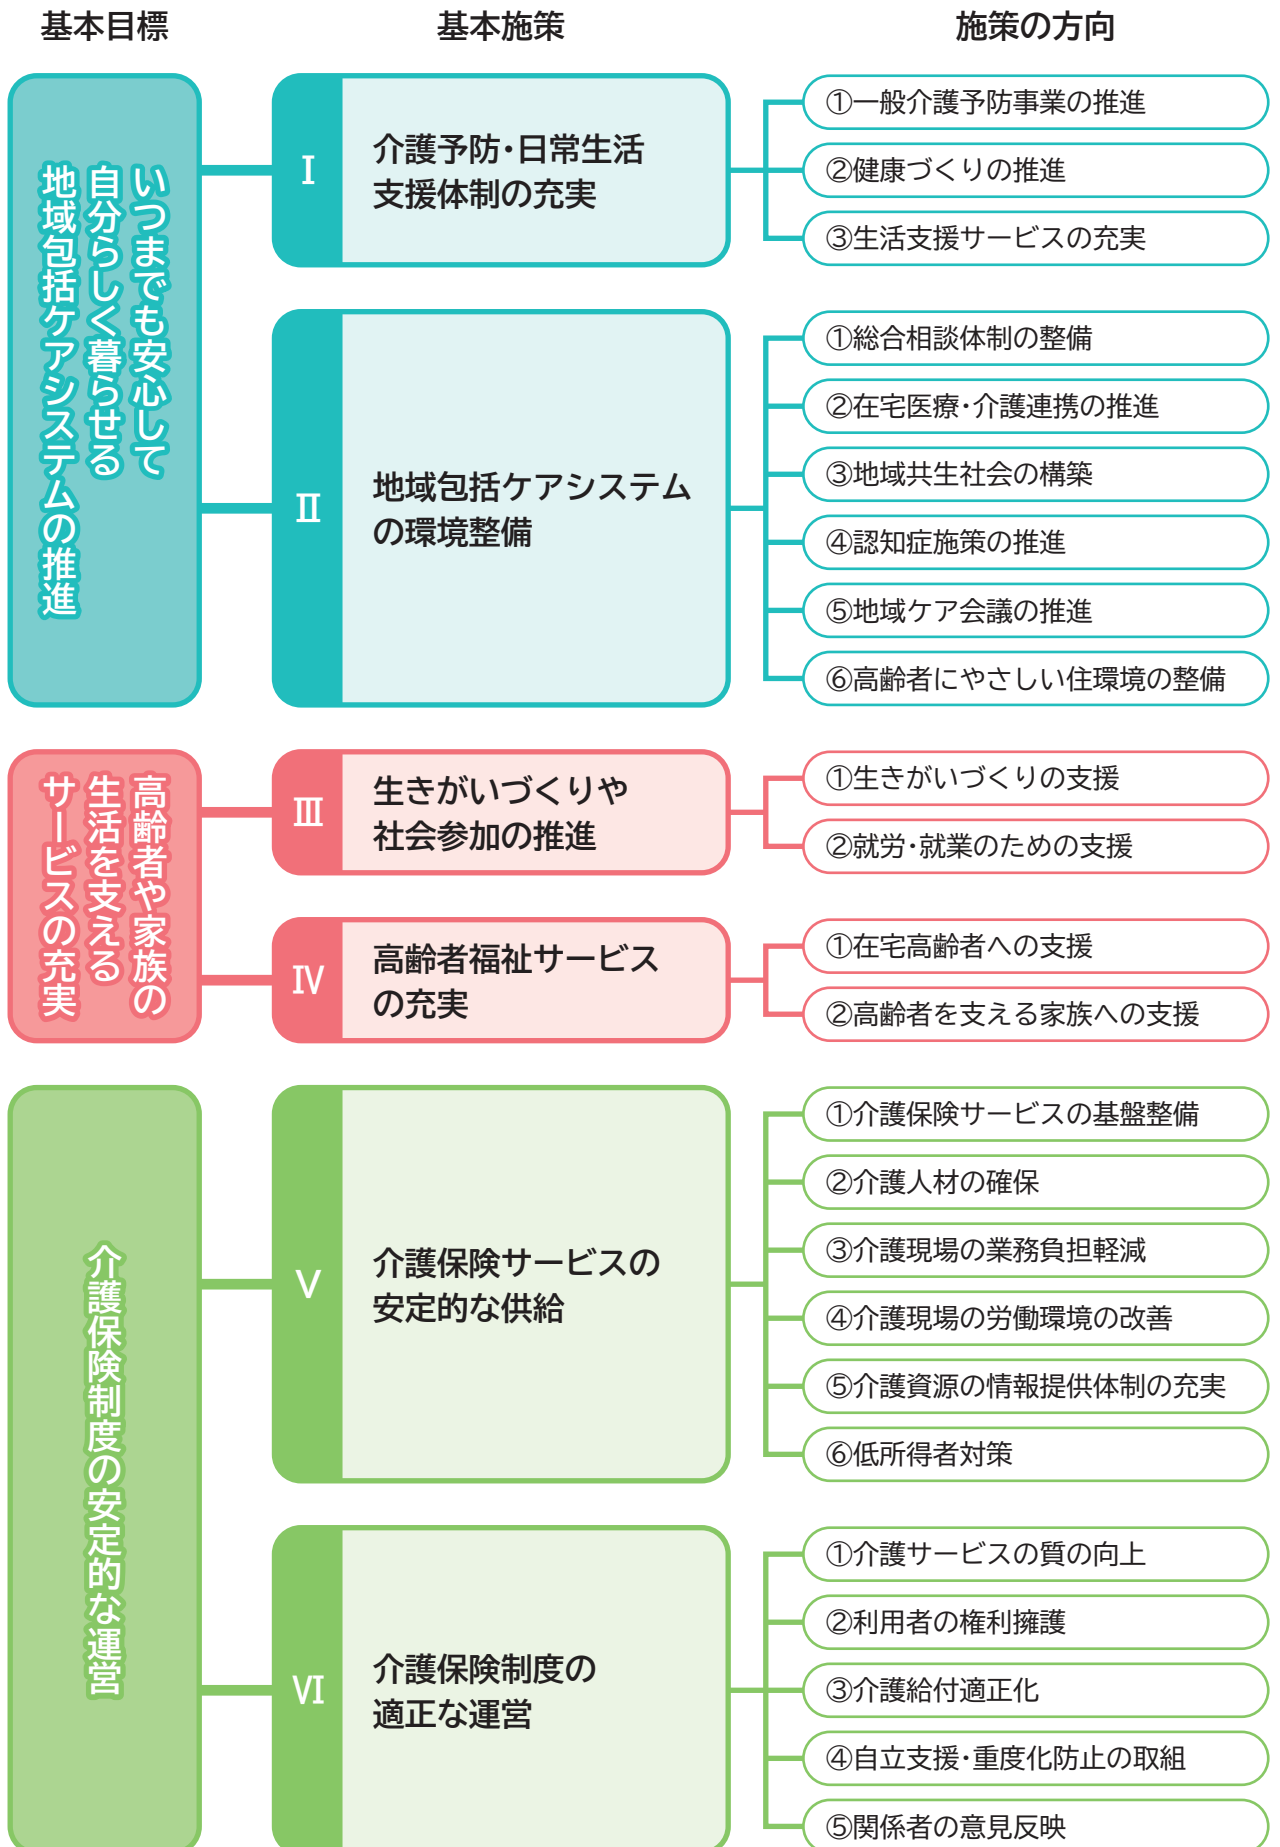 基本目標
基本施策
施策の方向
いつまでも安心して
自分らしく暮らせる
地域包括ケアシステムの推進
Ⅰ
介護予防・日常生活
支援体制の充実
①一般介護予防事業の推進
②健康づくりの推進
③生活支援サービスの充実
Ⅱ
地域包括ケアシステム
の環境整備
①総合相談体制の整備
②在宅医療・介護連携の推進
③地域共生社会の構築
④認知症施策の推進
⑤地域ケア会議の推進
⑥高齢者にやさしい住環境の整備
高齢者や家族の
生活を支える
サービスの充実
Ⅲ
生きがいづくりや
社会参加の推進
①生きがいづくりの支援
②就労・就業のための支援
Ⅳ
高齢者福祉サービス
の充実
①在宅高齢者への支援
②高齢者を支える家族への支援
介護保険制度の安定的な運営
Ⅴ
介護保険サービスの
安定的な供給
①介護保険サービスの基盤整備
②介護人材の確保
③介護現場の業務負担軽減
④介護現場の労働環境の改善
⑤介護資源の情報提供体制の充実
⑥低所得者対策
Ⅵ
介護保険制度の
適正な運営
①介護サービスの質の向上
②利用者の権利擁護
③介護給付適正化
④自立支援・重度化防止の取組
⑤関係者の意見反映